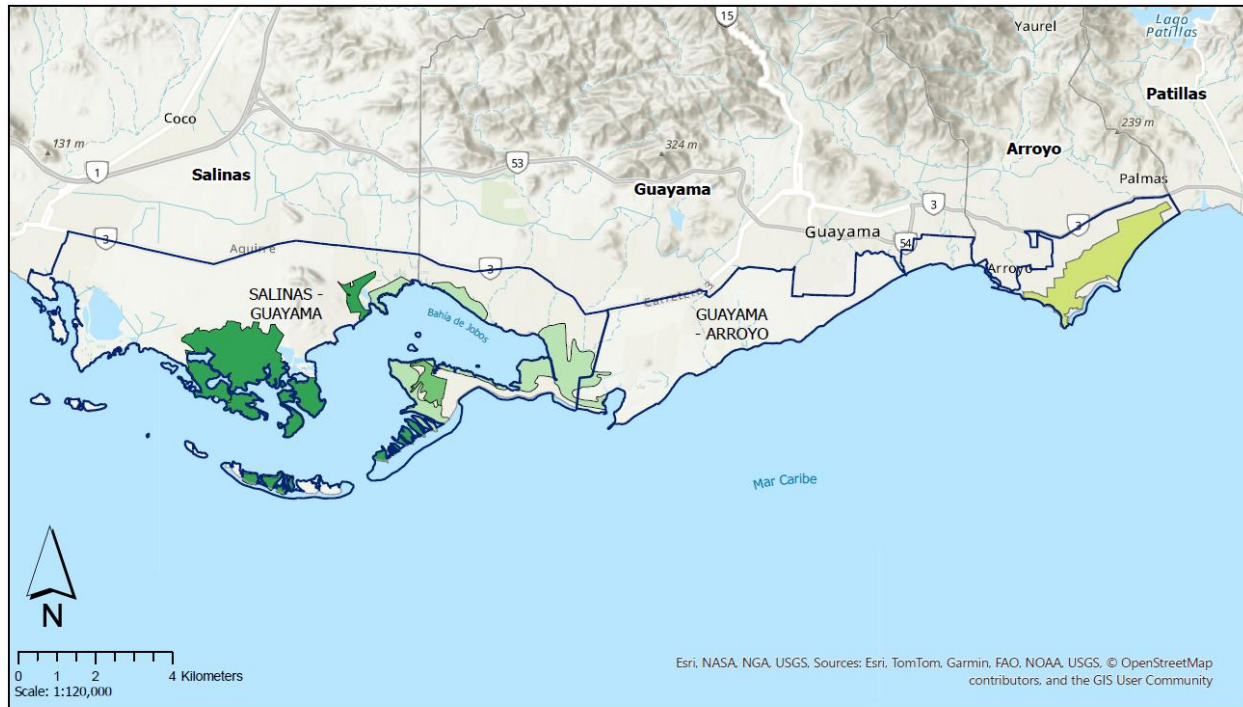 15
Yaurel
Lago
Patillas
Patillas
239 m
Coco
131 m
324 m
Arroyo
1
Salinas
53
Guayama
Palmas
3
Guayama
3
3
Aguirre
54
3
Arroyo
SALINAS -
GUAYAMA
Carretera 3
Bahía de Jobos
GUAYAMA
- ARROYO
Mar Caribe
N
0 1 2 4 Kilometers
Scale: 1:120,000
Esri, NASA, NGA, USGS, Sources: Esri, TomTom, Garmin, FAO, NOAA, USGS, © OpenStreetMap
contributors, and the GIS User Community